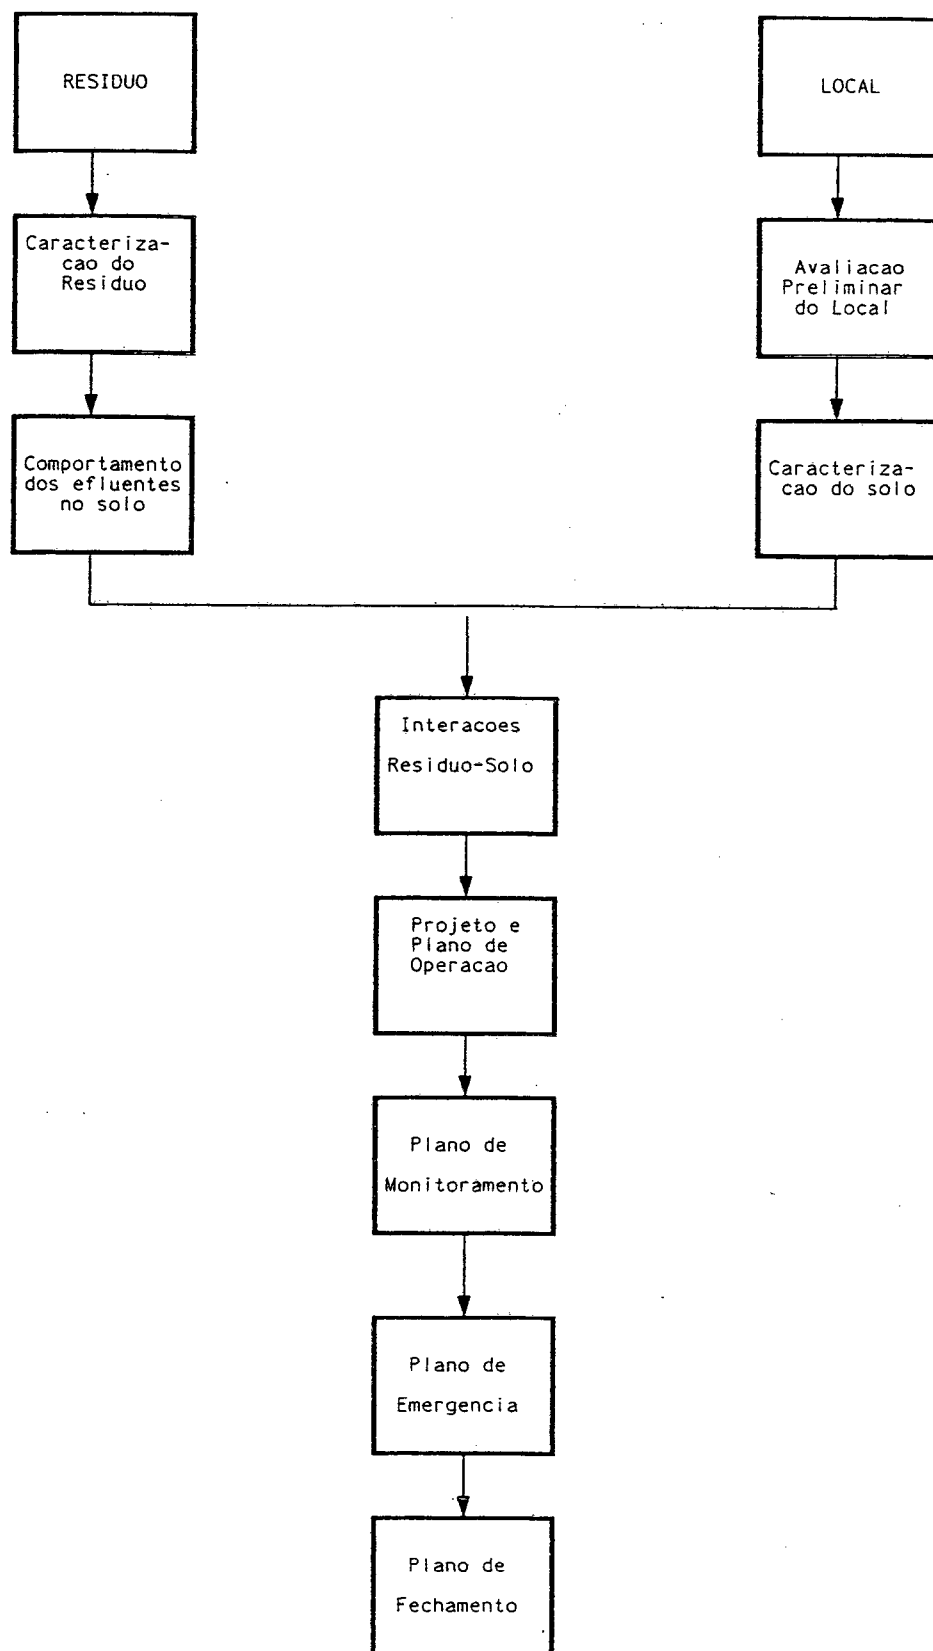 RESIDUO
LOCAL
Caracteriza-
cao do
Residuo
Avaliacao
Preliminar
do Local
Comportamento
dos efluentes
no solo
Caracteriza-
cao do solo
Interacoes
Residuo-Solo
Projeto e
Plano de
Operacao
Plano de
Monitoramento
Plano de
Emergencia
Plano de
Fechamento